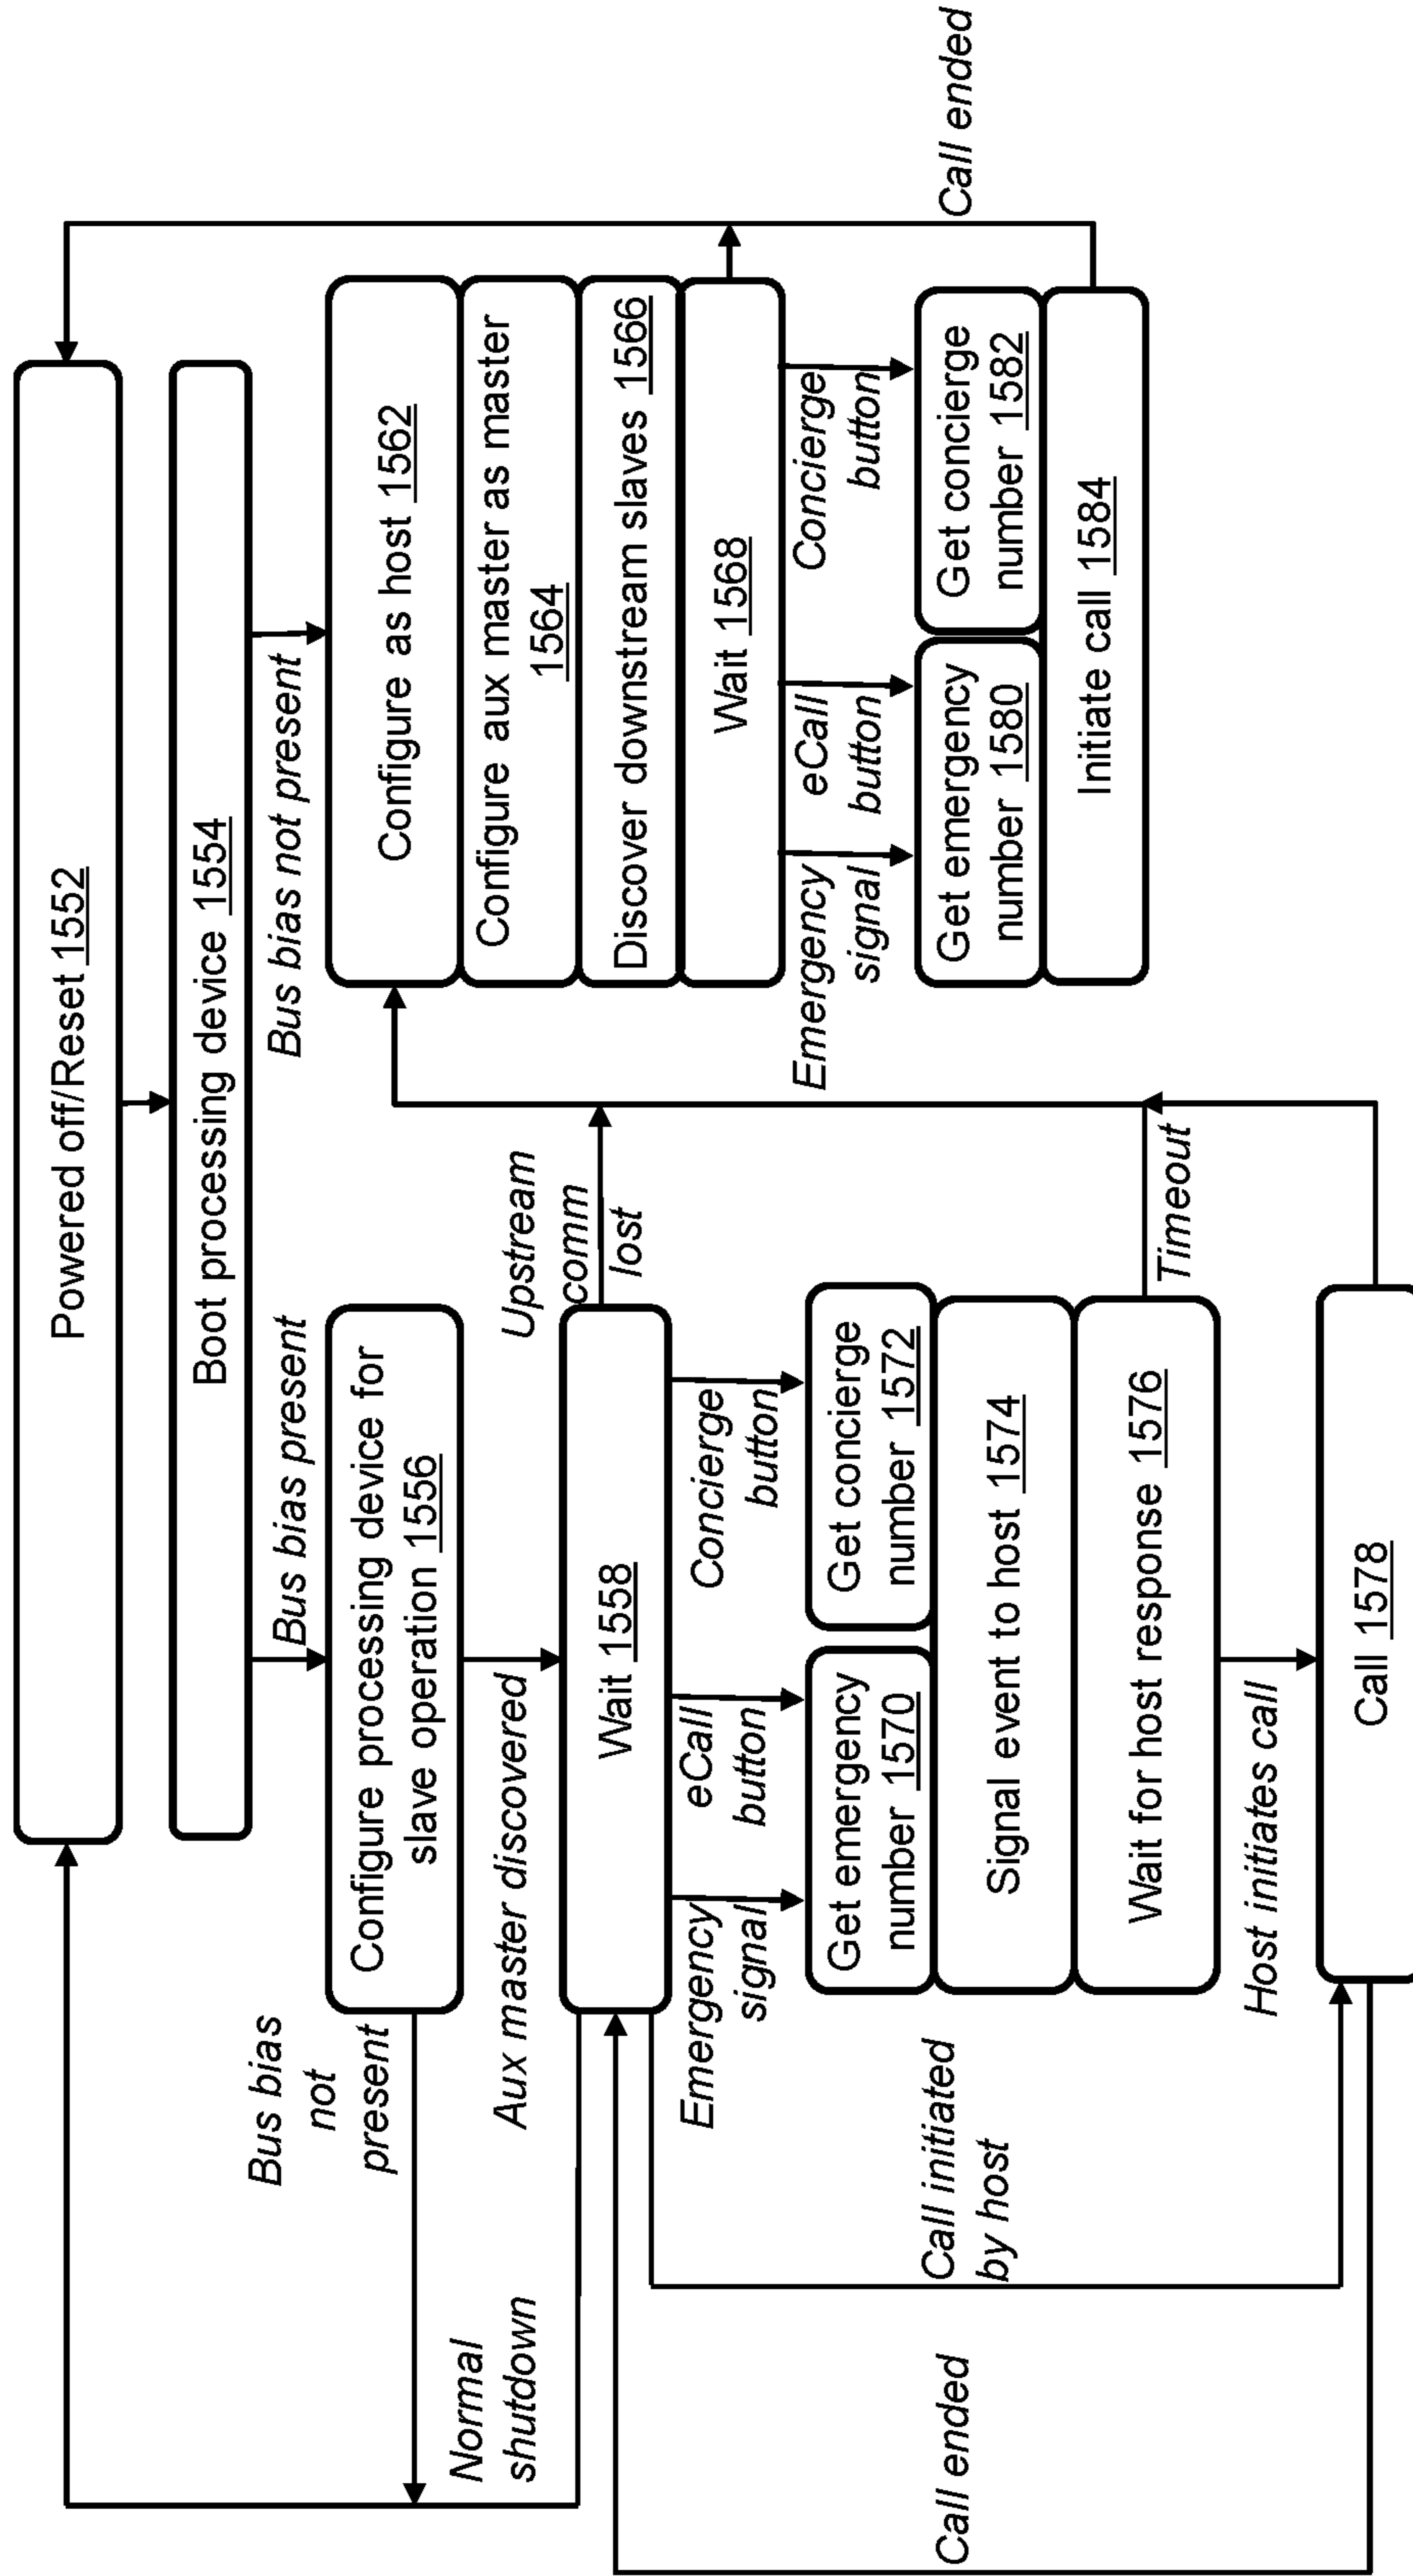 Powered off/Reset 1552
Boot processing device 1554
Bus bias
not
present
Bus bias present
Bus bias not present
Configure processing device for
slave operation 1556
Configure as host 1562
Configure aux master as master
1564
Discover downstream slaves 1566
Wait 1568
Normal
shutdown
Aux master discovered
Upstream
comm
lost
Wait 1558
Emergency
signal
eCall
button
Concierge
button
Emergency
signal
eCall
button
Concierge
button
Get emergency
number 1570
Get concierge
number 1572
Signal event to host 1574
Wait for host response 1576
Get emergency
number 1580
Get concierge
number 1582
Initiate call 1584
Call ended
Call ended
Call initiated
by host
Timeout
Host initiates call
Call 1578